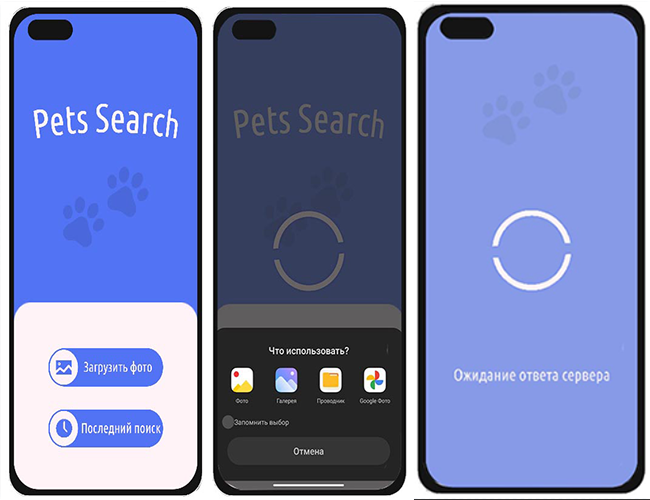 Pets Search
Загрузить фото
Последний поиск
Pets Search
Что использовать?
Фото
Галерея
Проводник
Google Фото
Запомнить выбор
Отмена
Ожидание ответа сервера